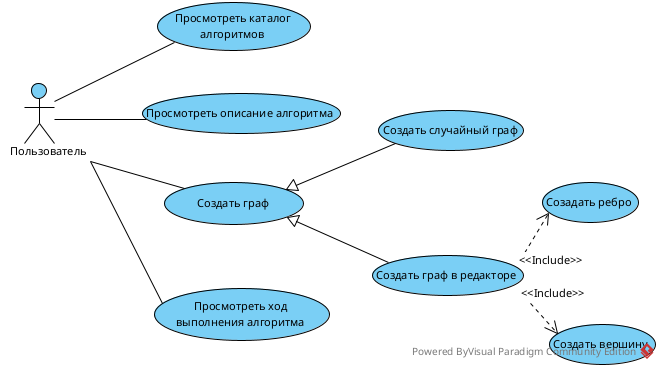 Просмотреть каталог
алгоритмов
Просмотреть описание алгоритма
Пользователь
Создать случайный граф
Создать граф
Созадать ребро
<<Include>>
Создать граф в редакторе
<<Include>>
Просмотреть ход
выполнения алгоритма
Создать вершину
Powered ByVisual Paradigm Community Edition